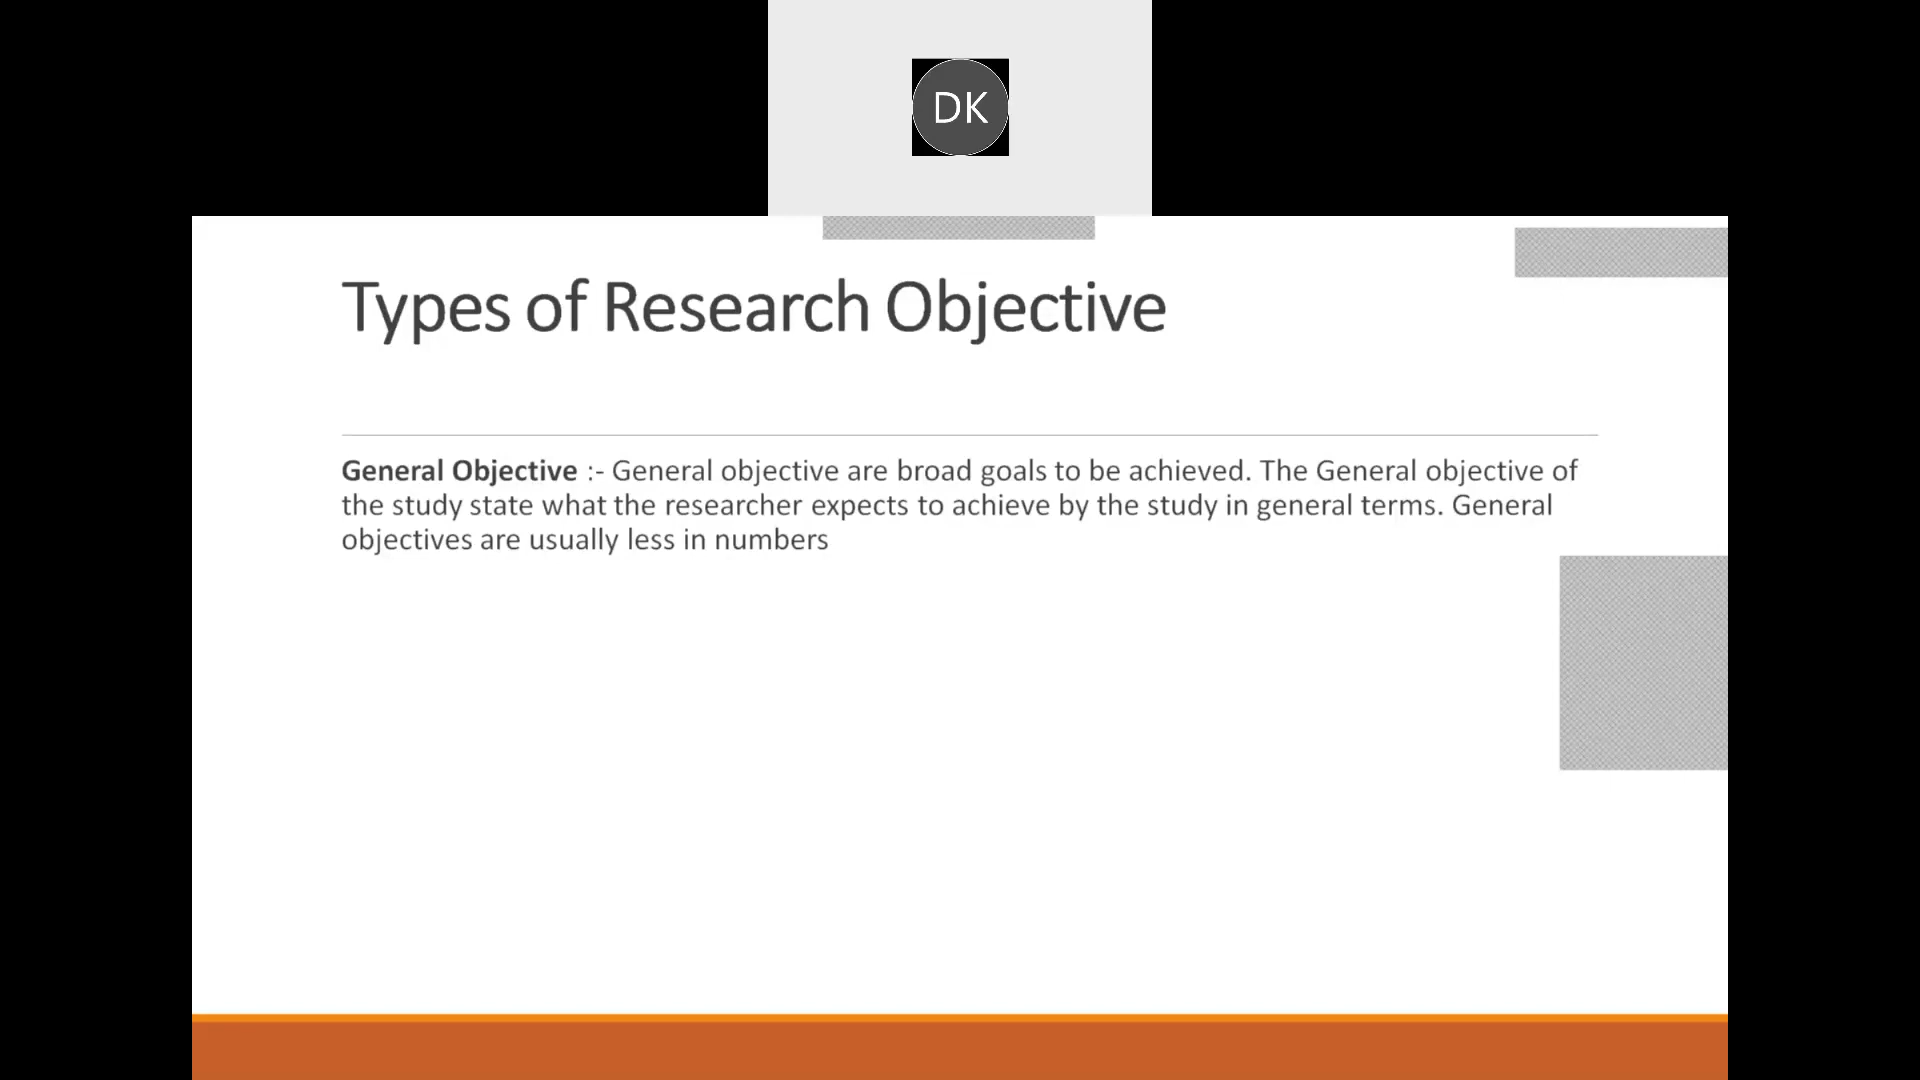 DK
Types of Research Objective
General Objective :- General objective are broad goals to be achieved. The General objective of
the study state what the researcher expects to achieve by the study in general terms. General
objectives are usually less in numbers